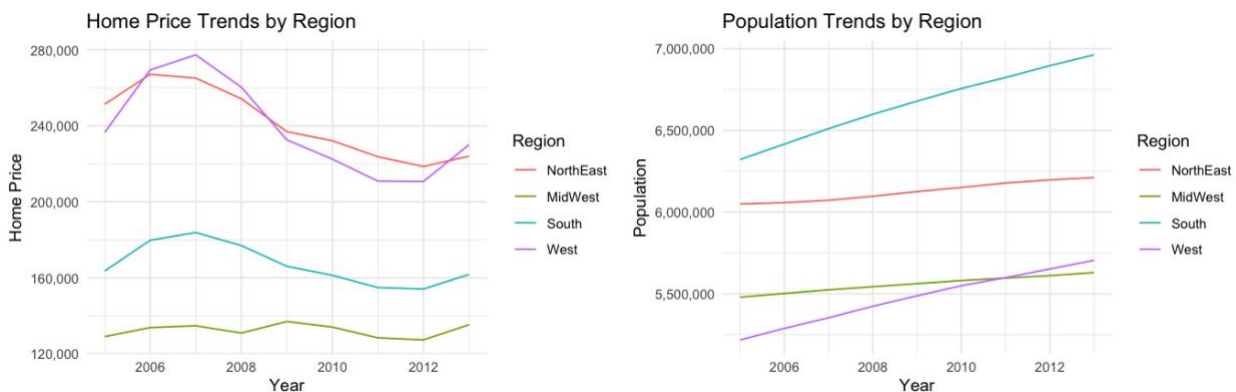 Home Price Trends by Region
280,000
240,000
200,000
160,000
120,000
Home Price
2006
2008
2010
2012
Year
Region
NorthEast
MidWest
South
West
Population Trends by Region
7,000,000
6,500,000
6,000,000
5,500,000
Population
2006
2008
2010
2012
Year
Region
NorthEast
MidWest
South
West